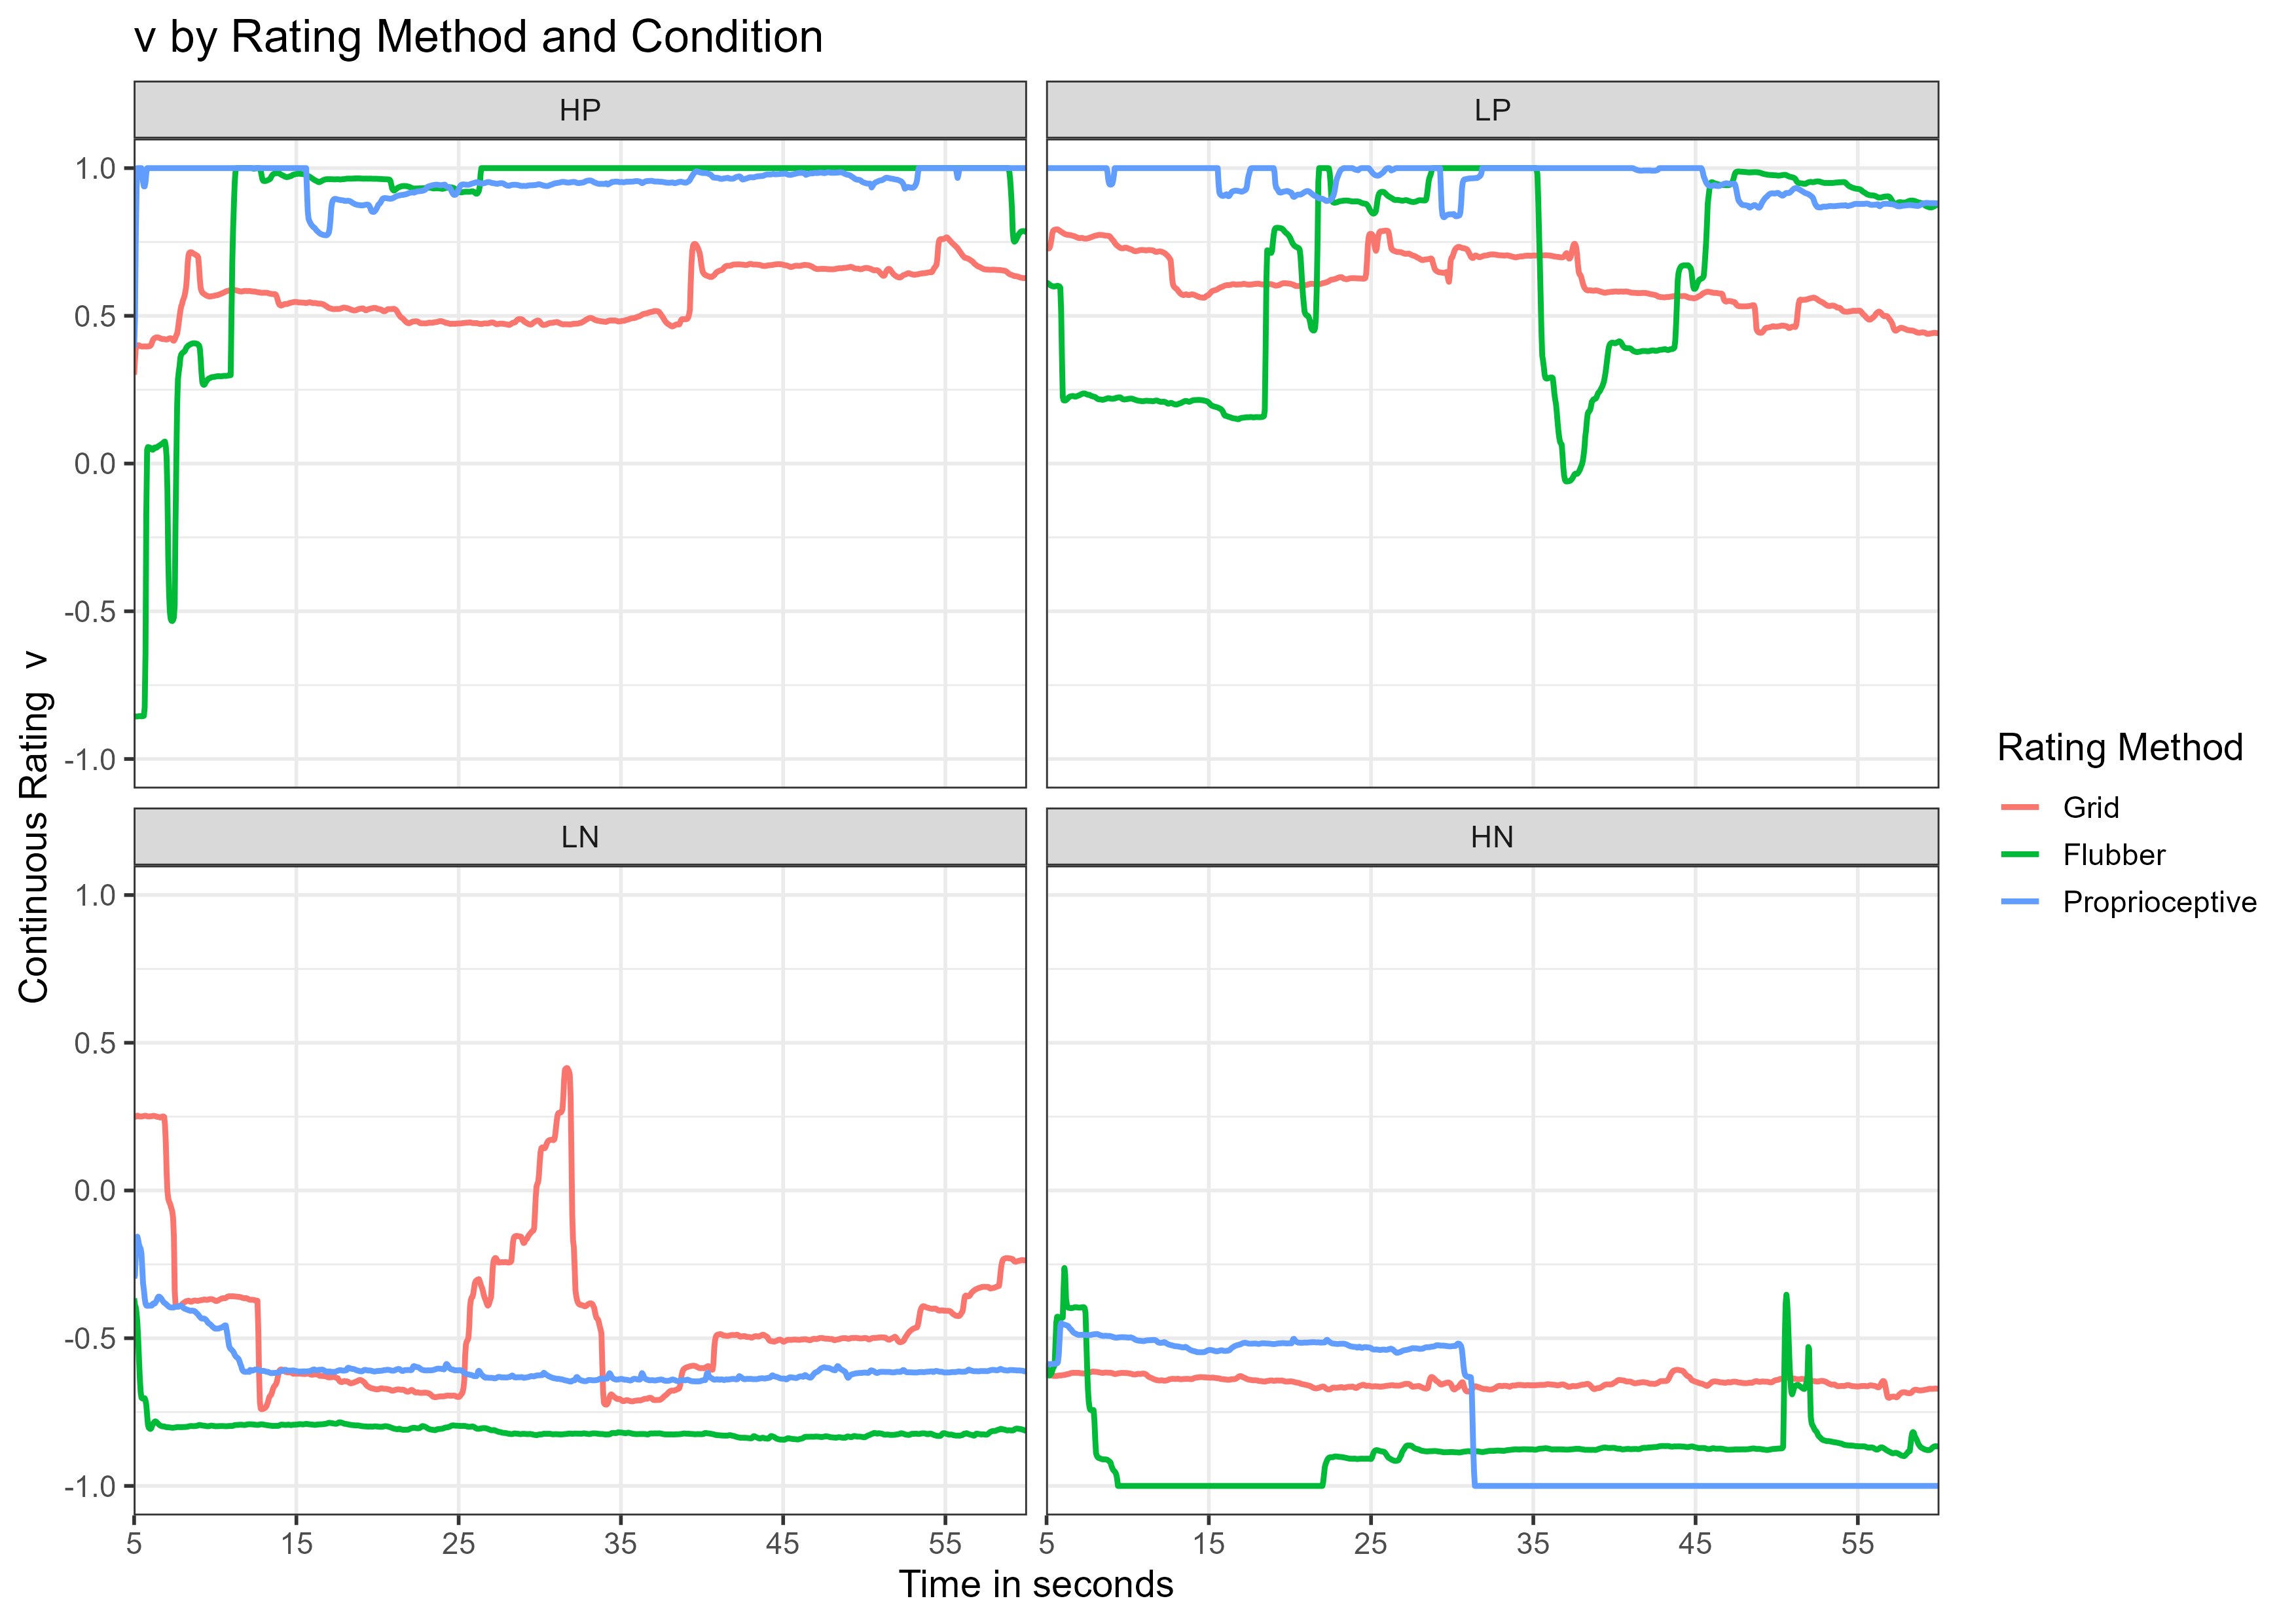 v by Rating Method and Condition
HP
LP
1.0
0.5
0.0
-0.5
-1.0
LN
HN
1.0
0.5
0.0
-0.5
-1.0
5 15 25 35 45 55
5 15 25 35 45 55
Time in seconds
Continuous Rating v
Rating Method
Grid
Flubber
Proprioceptive